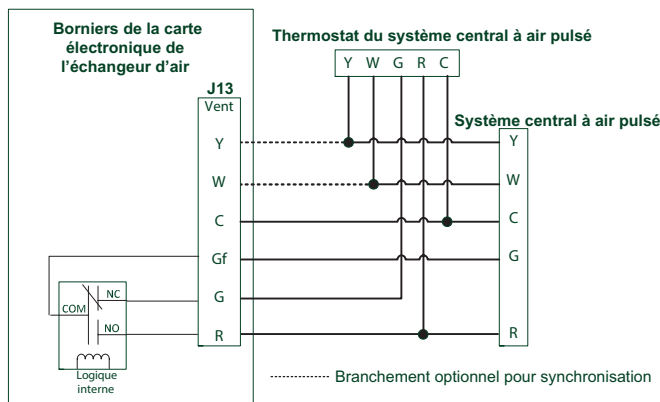 Borniers de la carte
électronique de
l'échangeur d'air
Thermostat du système central à air pulsé
Y W G R C
J13
Vent
Système central à air pulsé
Y
Y
W
W
C
C
Gf
G
NC
COM
G
NO
R
R
Logique
interne
Branchement optionnel pour synchronisation